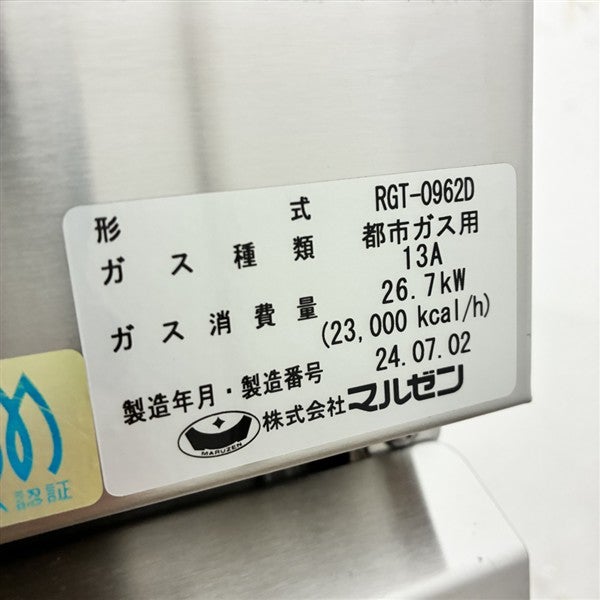 形式 RGT-0962D
ガス種類 都市ガス用
13A
ガス消費量 26.7kW
(23,000 kcal/h)
製造年月・製造番号 24.07.02
MARUZEN 株式会社マルゼン
認証